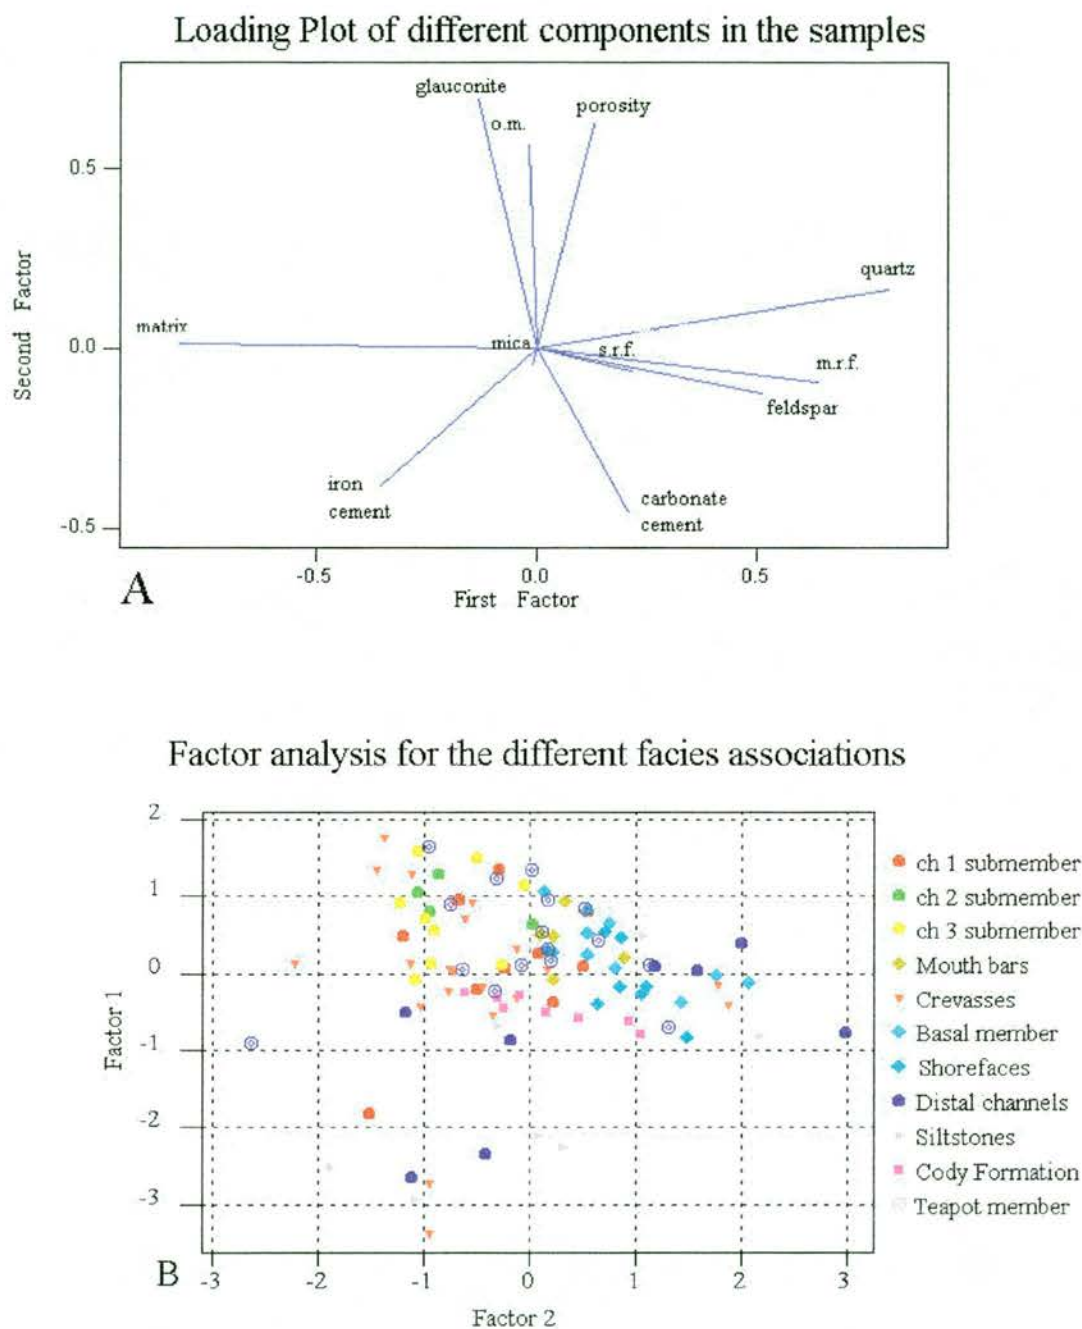 Loading Plot of different components in the samples
glauconite
porosity
o.m.
0.5
quartz
Second Factor
matrix
0.0
mica
s.r.f.
m.r.f.
feldspar
iron
cement
carbonate
cement
-0.5
-0.5
0.0
0.5
A
First Factor
Factor analysis for the different facies associations
2
1
0
-1
-2
-3
Factor 1
ch 1 submember
ch 2 submember
ch 3 submember
Mouth bars
Crevasses
Basal member
Shorefaces
Distal channels
Siltstones
Cody Formation
Teapot member
B
-3
-2
-1
0
1
2
3
Factor 2